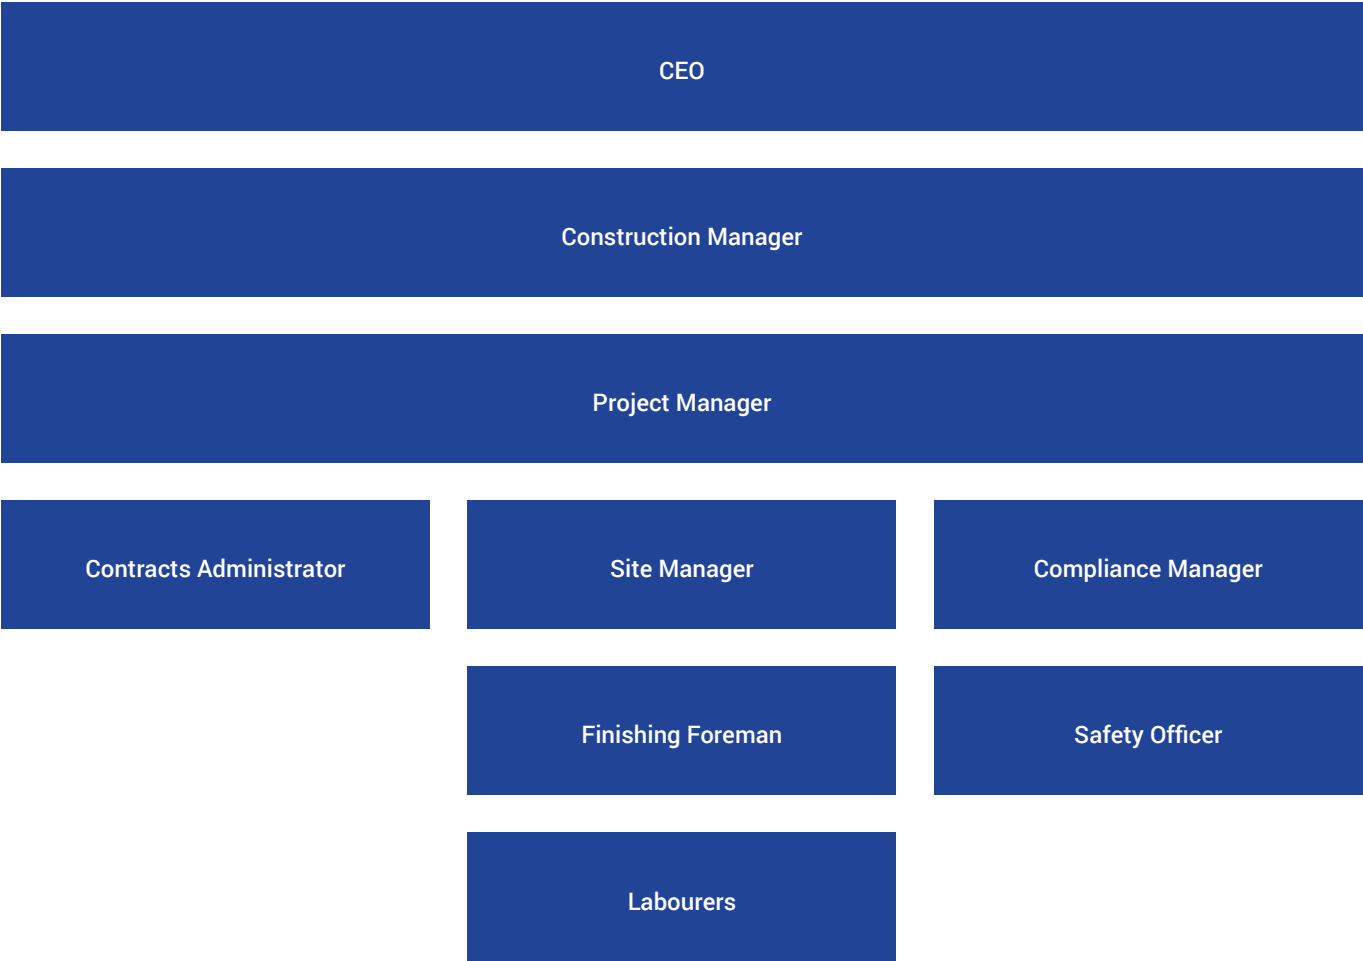 CEO
Construction Manager
Project Manager
Contracts Administrator
Site Manager
Compliance Manager
Finishing Foreman
Safety Officer
Labourers